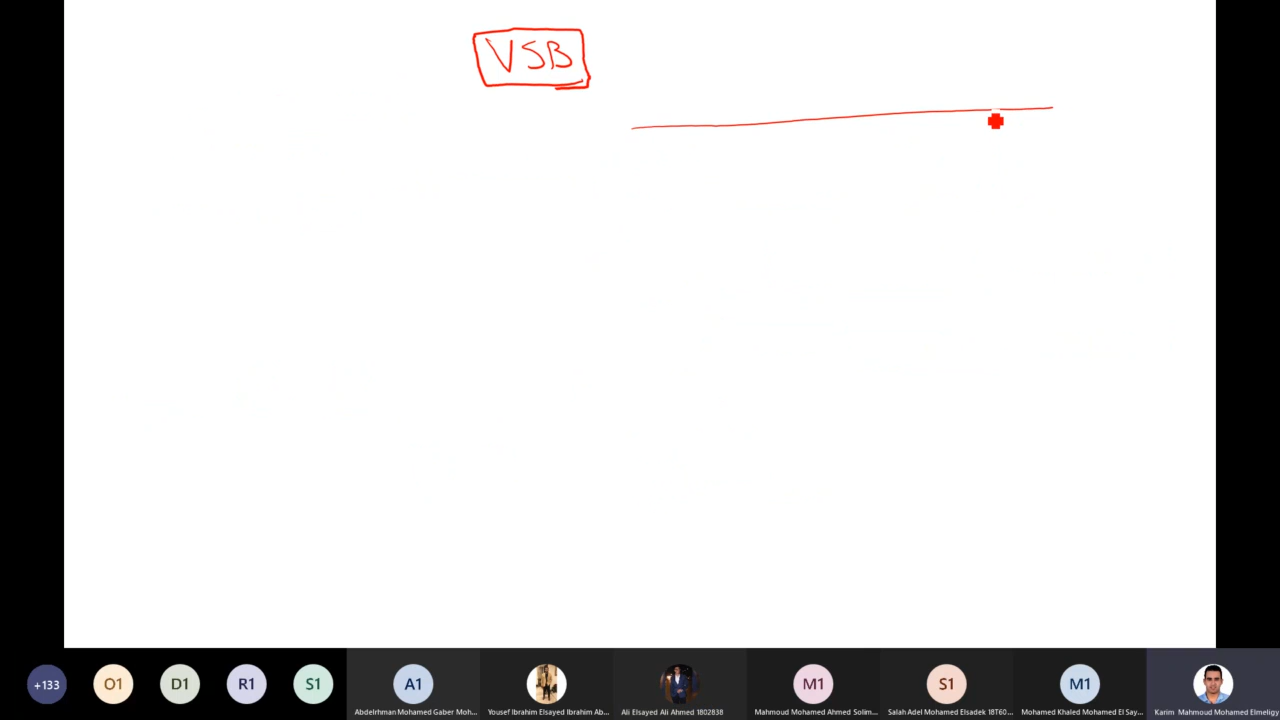 VSB
+133
O1
D1
R1
S1
A1
M1
S1
M1
Abdelrhman Mohamed Gaber Moh...
Yousef Ibrahim Elsayed Ibrahim Ab...
Ali Elsayed Ali Ahmed 1802838
Mahmoud Mohamed Ahmed Solim...
Salah Adel Mohamed Elsadek 18T60...
Mohamed Khaled Mohamed El Say...
Karim Mahmoud Mohamed Elmelig